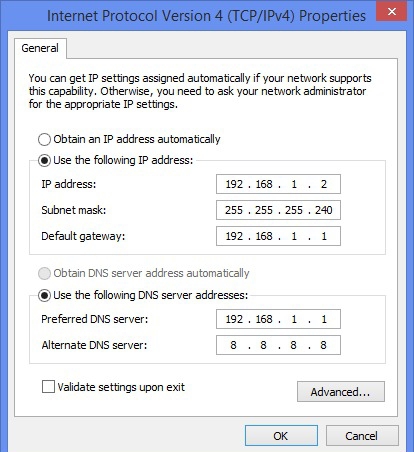 Internet Protocol Version 4 (TCP/IPv4) Properties
General
You can get IP settings assigned automatically if your network supports
this capability. Otherwise, you need to ask your network administrator
for the appropriate IP settings.
Obtain an IP address automatically
Use the following IP address:
IP address: 192 . 168 . 1 . 2
Subnet mask: 255 . 255 . 255 . 240
Default gateway: 192 . 168 . 1 . 1
Obtain DNS server address automatically
Use the following DNS server addresses:
Preferred DNS server: 192 . 168 . 1 . 1
Alternate DNS server: 8 . 8 . 8 . 8
Validate settings upon exit
Advanced...
OK Cancel